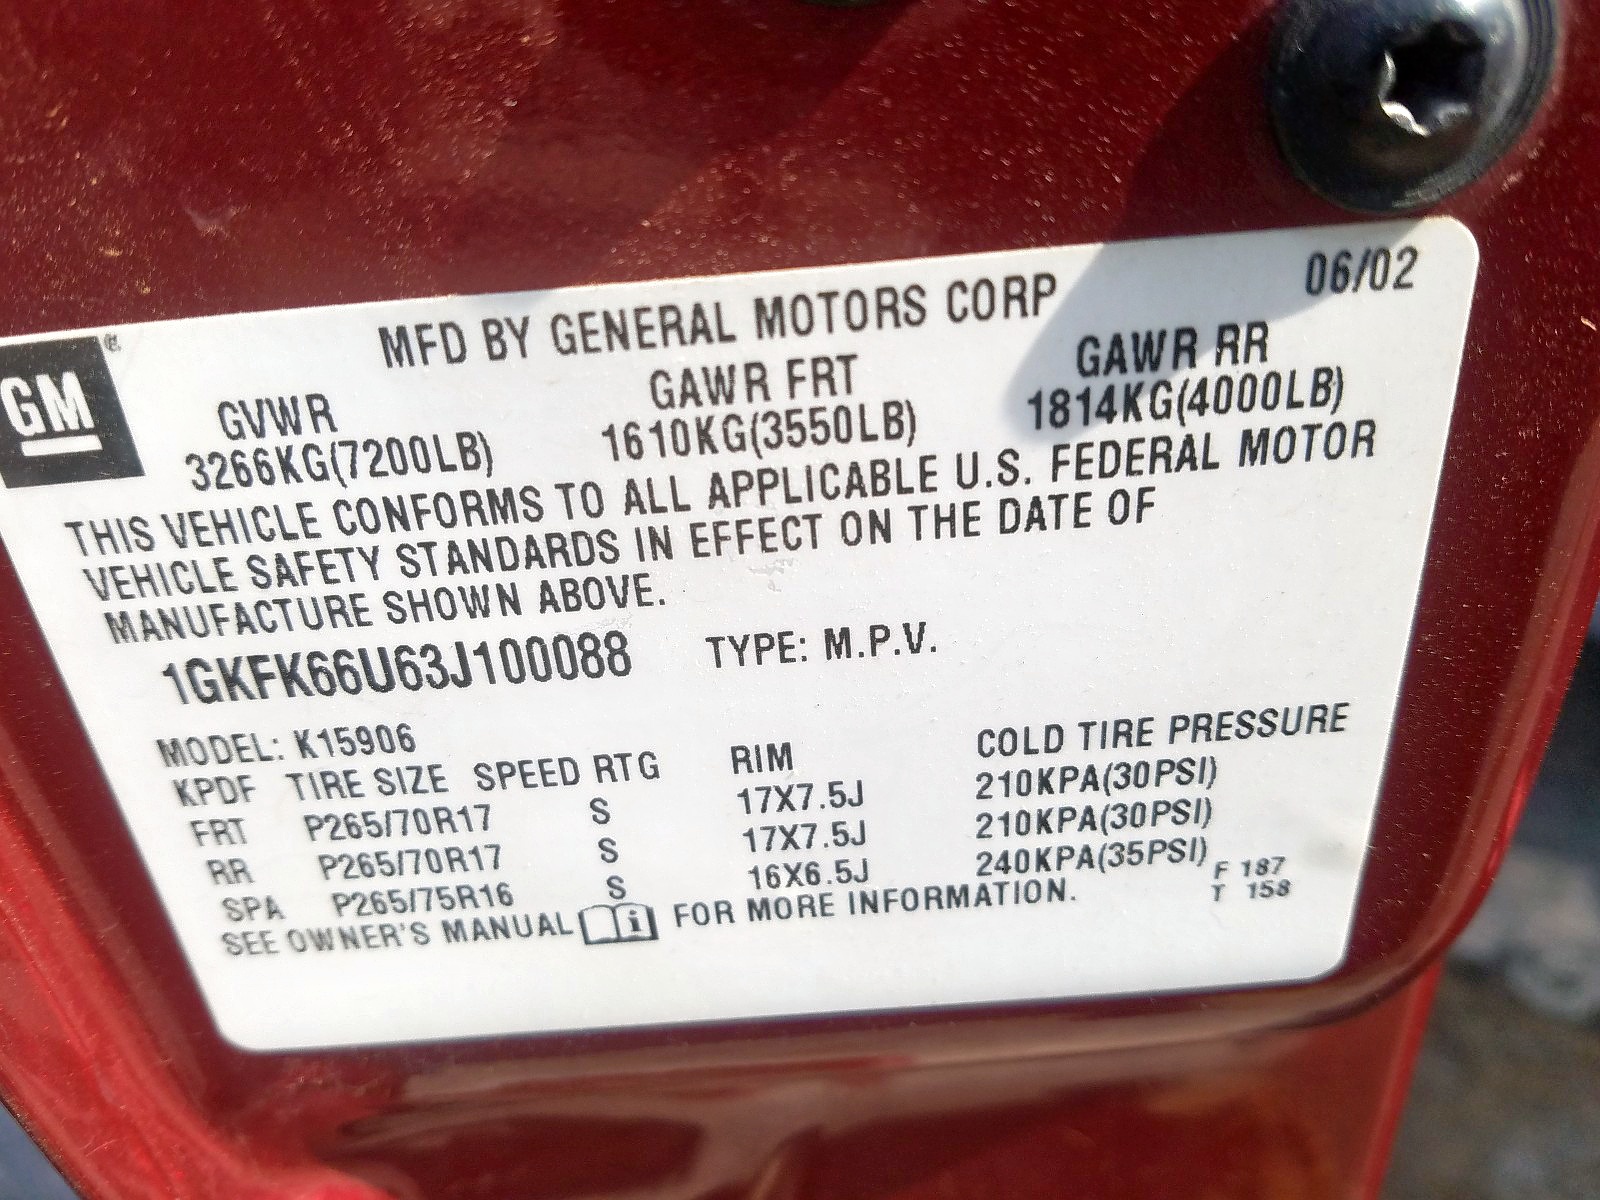 06/02
MFD BY GENERAL MOTORS CORP
GM
GVWR GAWR FRT GAWR RR
3266KG(7200LB) 1610KG(3550LB) 1814KG(4000LB)
THIS VEHICLE CONFORMS TO ALL APPLICABLE U.S. FEDERAL MOTOR
VEHICLE SAFETY STANDARDS IN EFFECT ON THE DATE OF
MANUFACTURE SHOWN ABOVE.
1GKFK66U63J100088 TYPE: M.P.V.
MODEL: K15906
KPDF TIRE SIZE SPEED RTG RIM COLD TIRE PRESSURE
FRT P265/70R17 S 17X7.5J 210KPA(30PSI)
RR P265/70R17 S 17X7.5J 210KPA(30PSI)
SPA P265/75R16 S 16X6.5J 240KPA(35PSI)
SEE OWNER'S MANUAL i FOR MORE INFORMATION.
F 187
T 158